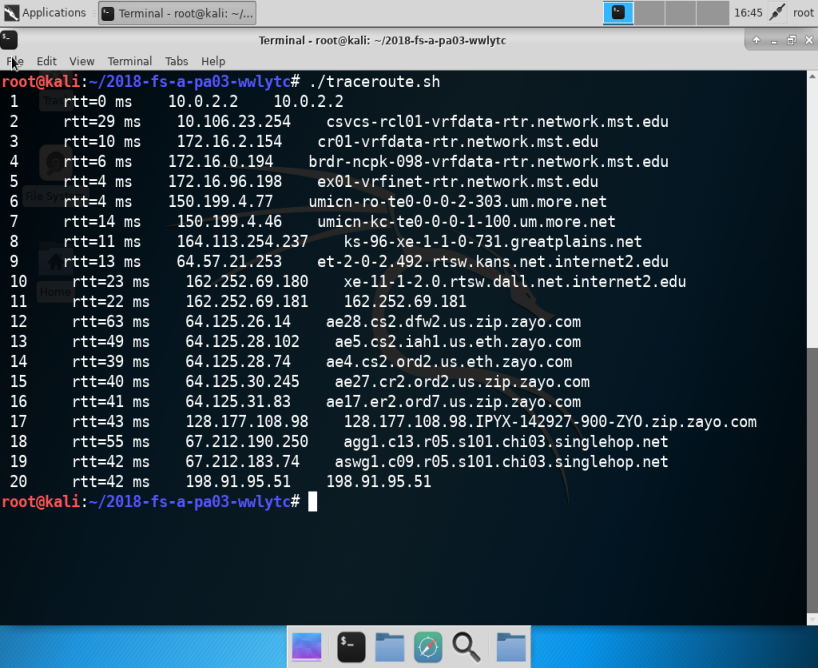 Applications Terminal - root@kali: ~/... 16:45 root
Terminal - root@kali: ~/2018-fs-a-pa03-wwlytc
File Edit View Terminal Tabs Help
root@kali:~/2018-fs-a-pa03-wwlytc# ./traceroute.sh
1 rtt=0 ms 10.0.2.2 10.0.2.2
2 rtt=29 ms 10.106.23.254 csvcs-rcl01-vrfdata-rtr.network.mst.edu
3 rtt=10 ms 172.16.2.154 cr01-vrfdata-rtr.network.mst.edu
4 rtt=6 ms 172.16.0.194 brdr-ncpk-098-vrfdata-rtr.network.mst.edu
5 rtt=4 ms 172.16.96.198 ex01-vrfinet-rtr.network.mst.edu
6 rtt=4 ms 150.199.4.77 umicn-ro-te0-0-0-2-303.um.more.net
7 rtt=14 ms 150.199.4.46 umicn-kc-te0-0-0-1-100.um.more.net
8 rtt=11 ms 164.113.254.237 ks-96-xe-1-1-0-731.greatplains.net
9 rtt=13 ms 64.57.21.253 et-2-0-2.492.rtsw.kans.net.internet2.edu
10 rtt=23 ms 162.252.69.180 xe-11-1-2.0.rtsw.dall.net.internet2.edu
11 rtt=22 ms 162.252.69.181 162.252.69.181
12 rtt=63 ms 64.125.26.14 ae28.cs2.dfw2.us.zip.zayo.com
13 rtt=49 ms 64.125.28.102 ae5.cs2.iah1.us.eth.zayo.com
14 rtt=39 ms 64.125.28.74 ae4.cs2.ord2.us.eth.zayo.com
15 rtt=40 ms 64.125.30.245 ae27.cr2.ord2.us.zip.zayo.com
16 rtt=41 ms 64.125.31.83 ae17.er2.ord7.us.zip.zayo.com
17 rtt=43 ms 128.177.108.98 128.177.108.98.IPYX-142927-900-ZYO.zip.zayo.com
18 rtt=55 ms 67.212.190.250 agg1.c13.r05.s101.chi03.singlehop.net
19 rtt=42 ms 67.212.183.74 aswg1.c09.r05.s101.chi03.singlehop.net
20 rtt=42 ms 198.91.95.51 198.91.95.51
root@kali:~/2018-fs-a-pa03-wwlytc#
File System
Home